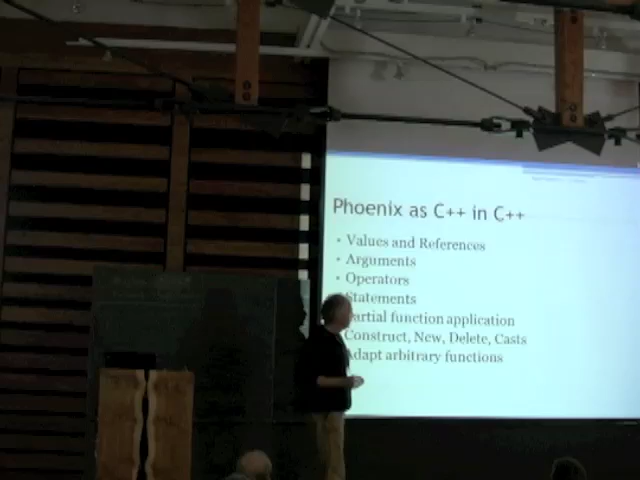 Phoenix as C++ in C++
• Values and References
• Arguments
• Operators
Statements
artial function application
Construct, New, Delete, Casts
Adapt arbitrary functions